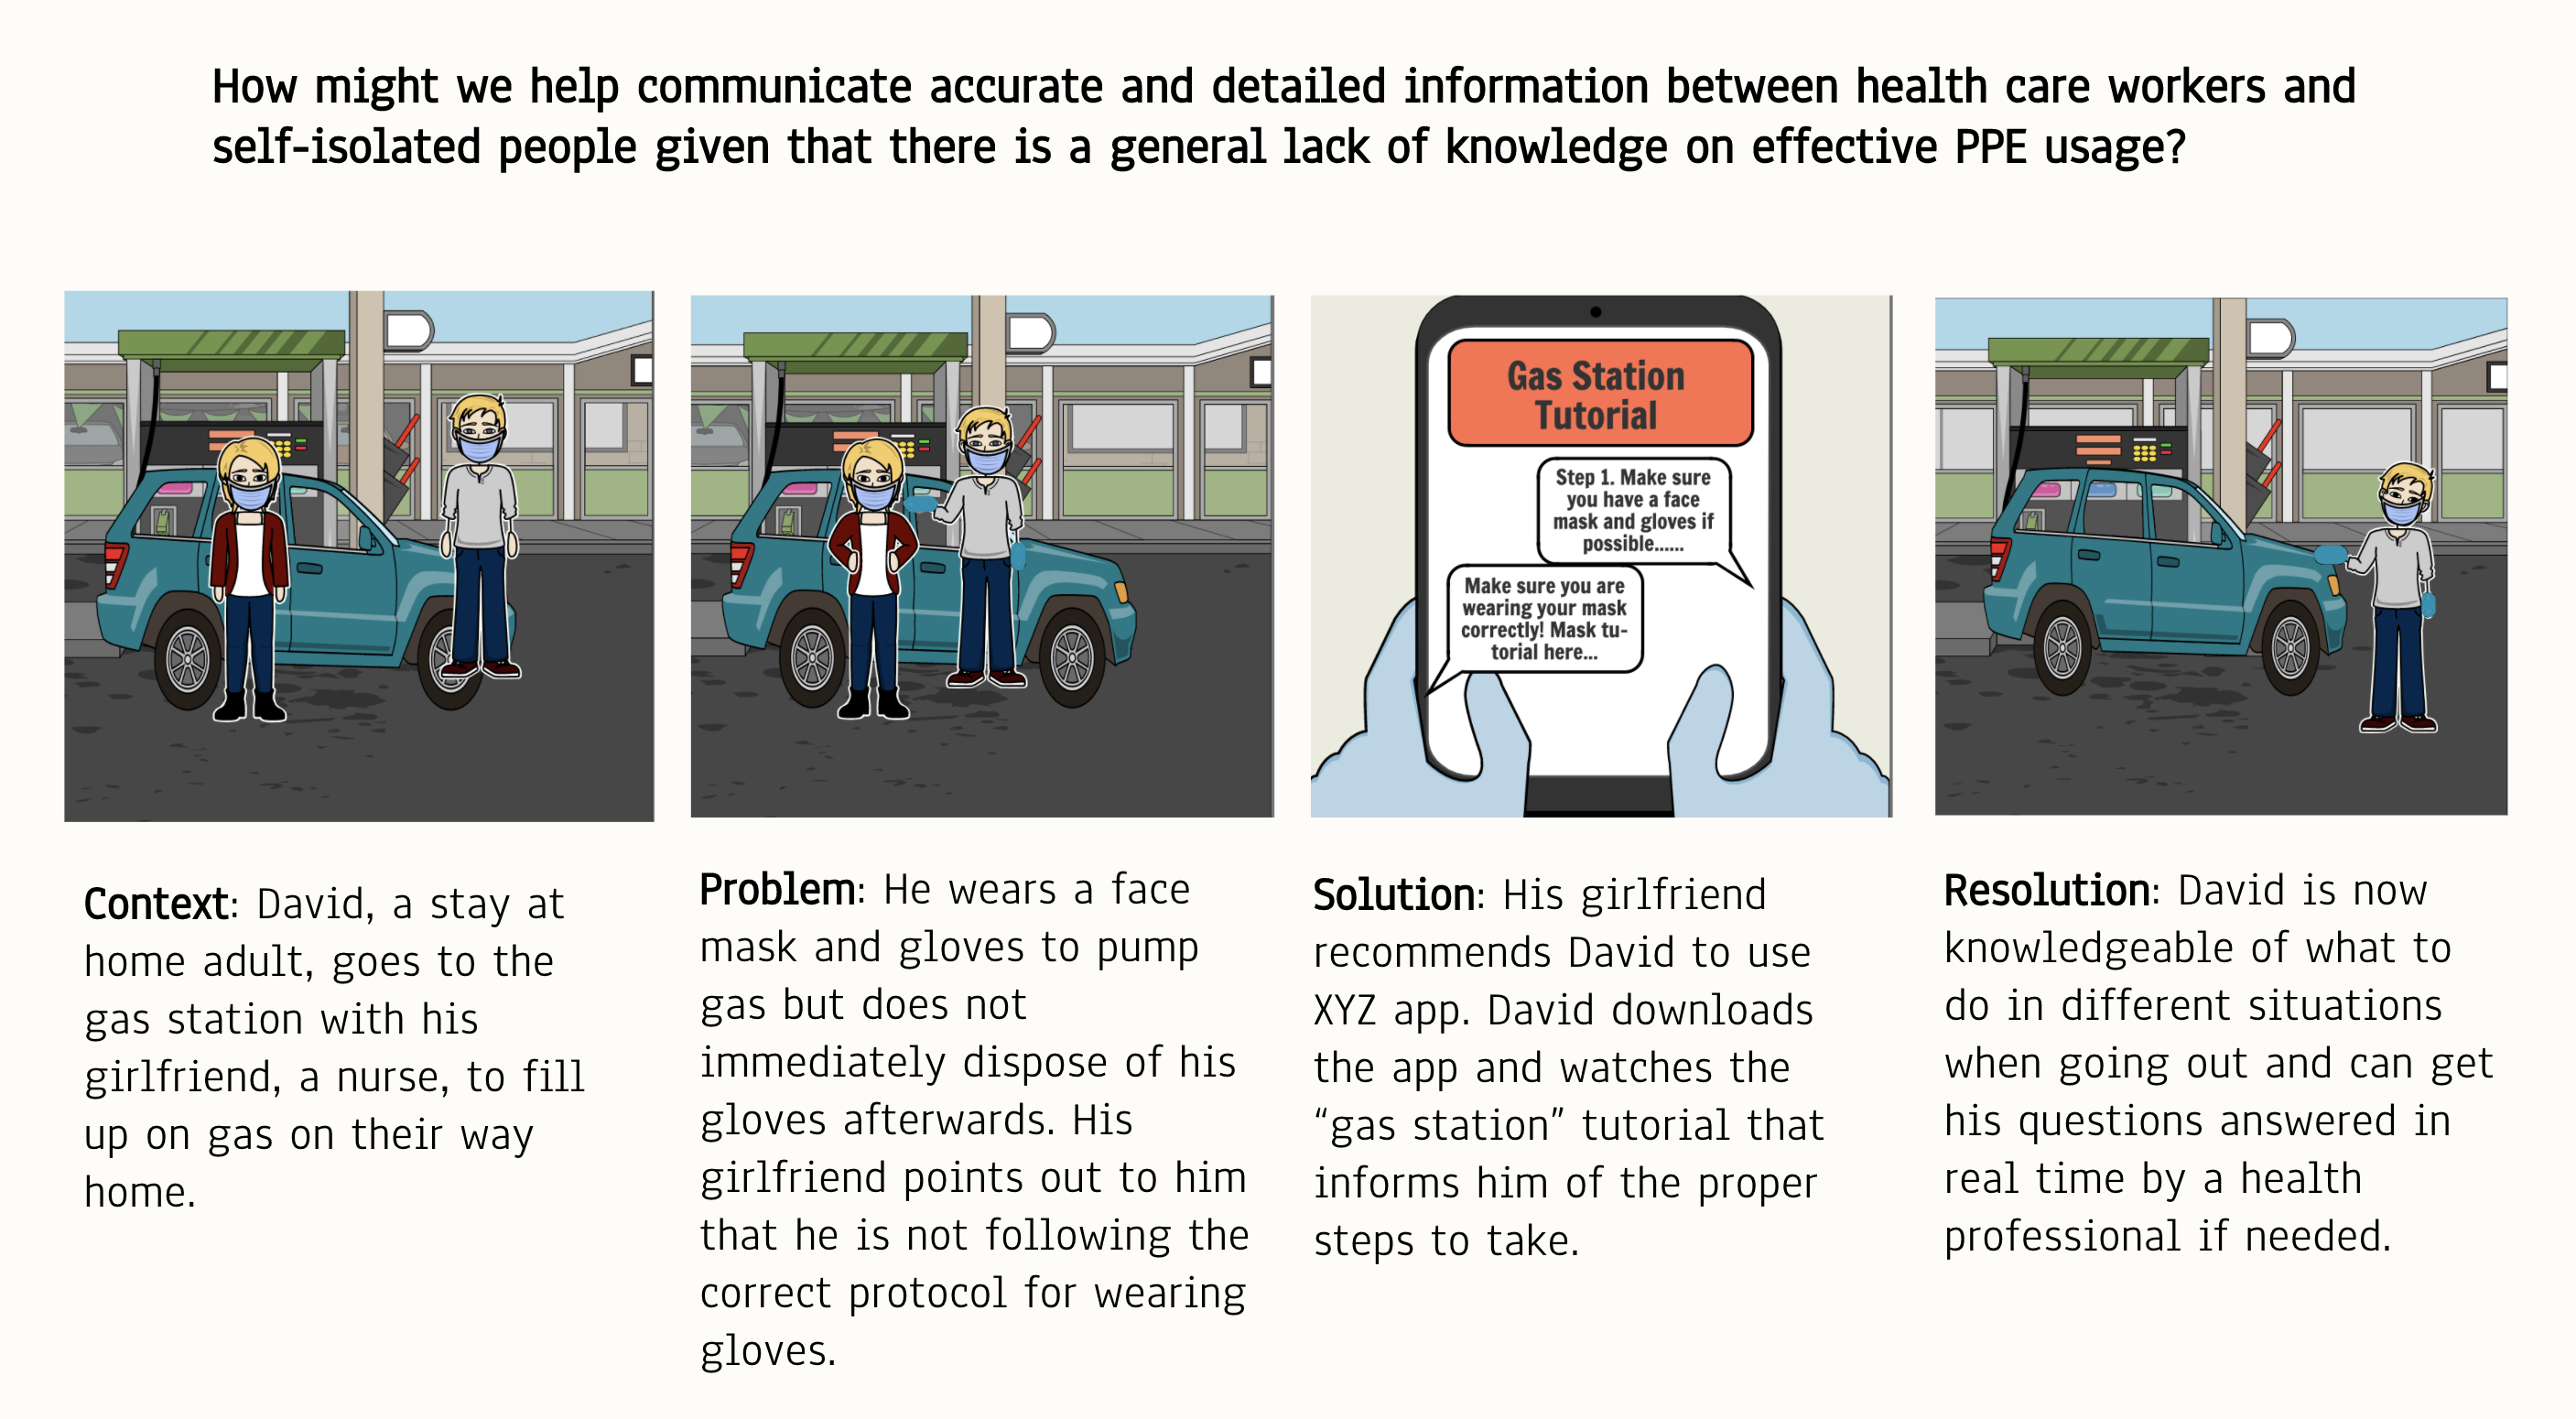 How might we help communicate accurate and detailed information between health care workers and
self-isolated people given that there is a general lack of knowledge on effective PPE usage?
Gas Station
Tutorial
Step 1. Make sure
you have a face
mask and gloves if
possible......
Make sure you are
wearing your mask
correctly! Mask tu-
torial here...
Context: David, a stay at
home adult, goes to the
gas station with his
girlfriend, a nurse, to fill
up on gas on their way
home.
Problem: He wears a face
mask and gloves to pump
gas but does not
immediately dispose of his
gloves afterwards. His
girlfriend points out to him
that he is not following the
correct protocol for wearing
gloves.
Solution: His girlfriend
recommends David to use
XYZ app. David downloads
the app and watches the
“gas station” tutorial that
informs him of the proper
steps to take.
Resolution: David is now
knowledgeable of what to
do in different situations
when going out and can get
his questions answered in
real time by a health
professional if needed.